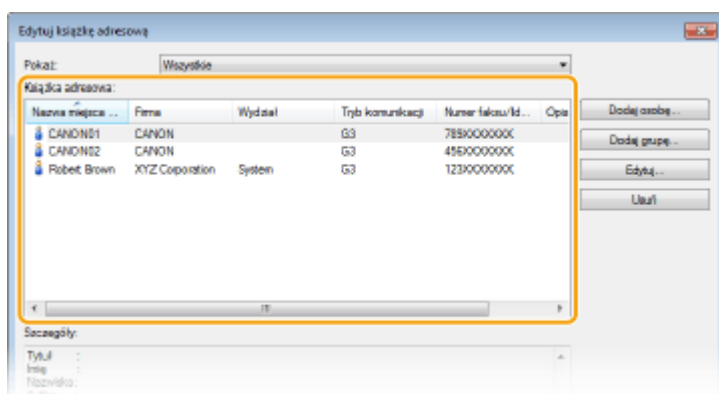 Edytuj książkę adresową
Pokaż: Wszystkie
Książka adresowa:
Nazwa miejsca ... Firma Wydział Tryb komunikacji Numer faksu/Id... Opis
CANON01 CANON G3 789XXXXXXX
CANON02 CANON G3 456XXXXXXX
Robert Brown XYZ Corporation System G3 123XXXXXXX
Dodaj osobę...
Dodaj grupę...
Edytuj...
Usuń
Szczegóły:
Tytuł :
Imię :
Nazwisko :